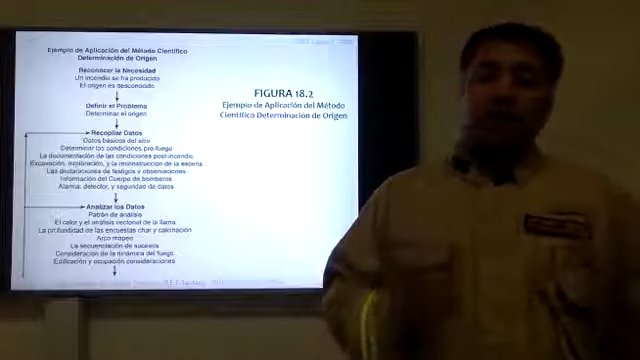 Ejemplo de Aplicación del Método Científico
Determinación de Origen
Reconocer la Necesidad
Un incendio se ha producido
El origen es desconocido
Definir el Problema
Determinar el origen
Recopilar Datos
Datos básicos del sitio
Determinar las condiciones pre-fuego
La documentación de las condiciones post-incendio
Excavación, exploración, y la reconstrucción de la escena
Las declaraciones de testigos y observaciones
Información del Cuerpo de bomberos
Alarma, detector, y seguridad de datos
Analizar los Datos
Patrón de análisis
El calor y el análisis vectorial de la llama
La profundidad de las encuestas char y calcinación
Arco mapeo
La secuenciación de sucesos
Consideración de la dinámica del fuego
Edificación y ocupación consideraciones
FIGURA 18.2
Ejemplo de Aplicación del Método
Científico Determinación de Origen